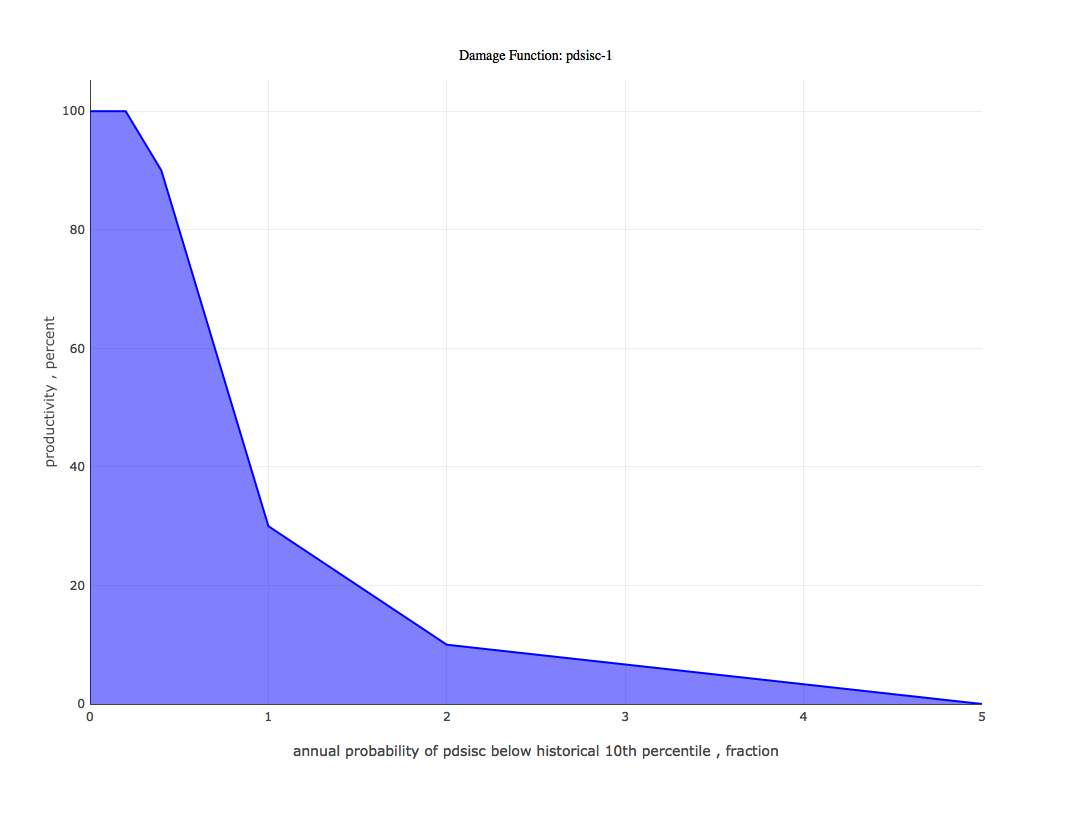 Damage Function: pdsisc-1
100
80
60
40
20
0
productivity , percent
0 1 2 3 4 5
annual probability of pdsisc below historical 10th percentile , fraction